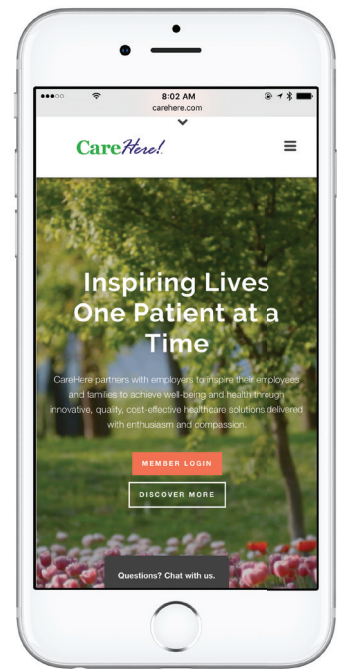 8:02 AM
carehere.com
CareHere!
Inspiring Lives
One Patient at a
Time
CareHere partners with employers to inspire their employees
and families to achieve well-being and health through
innovative, quality, cost-effective healthcare solutions delivered
with enthusiasm and compassion.
MEMBER LOGIN
DISCOVER MORE
Questions? Chat with us.